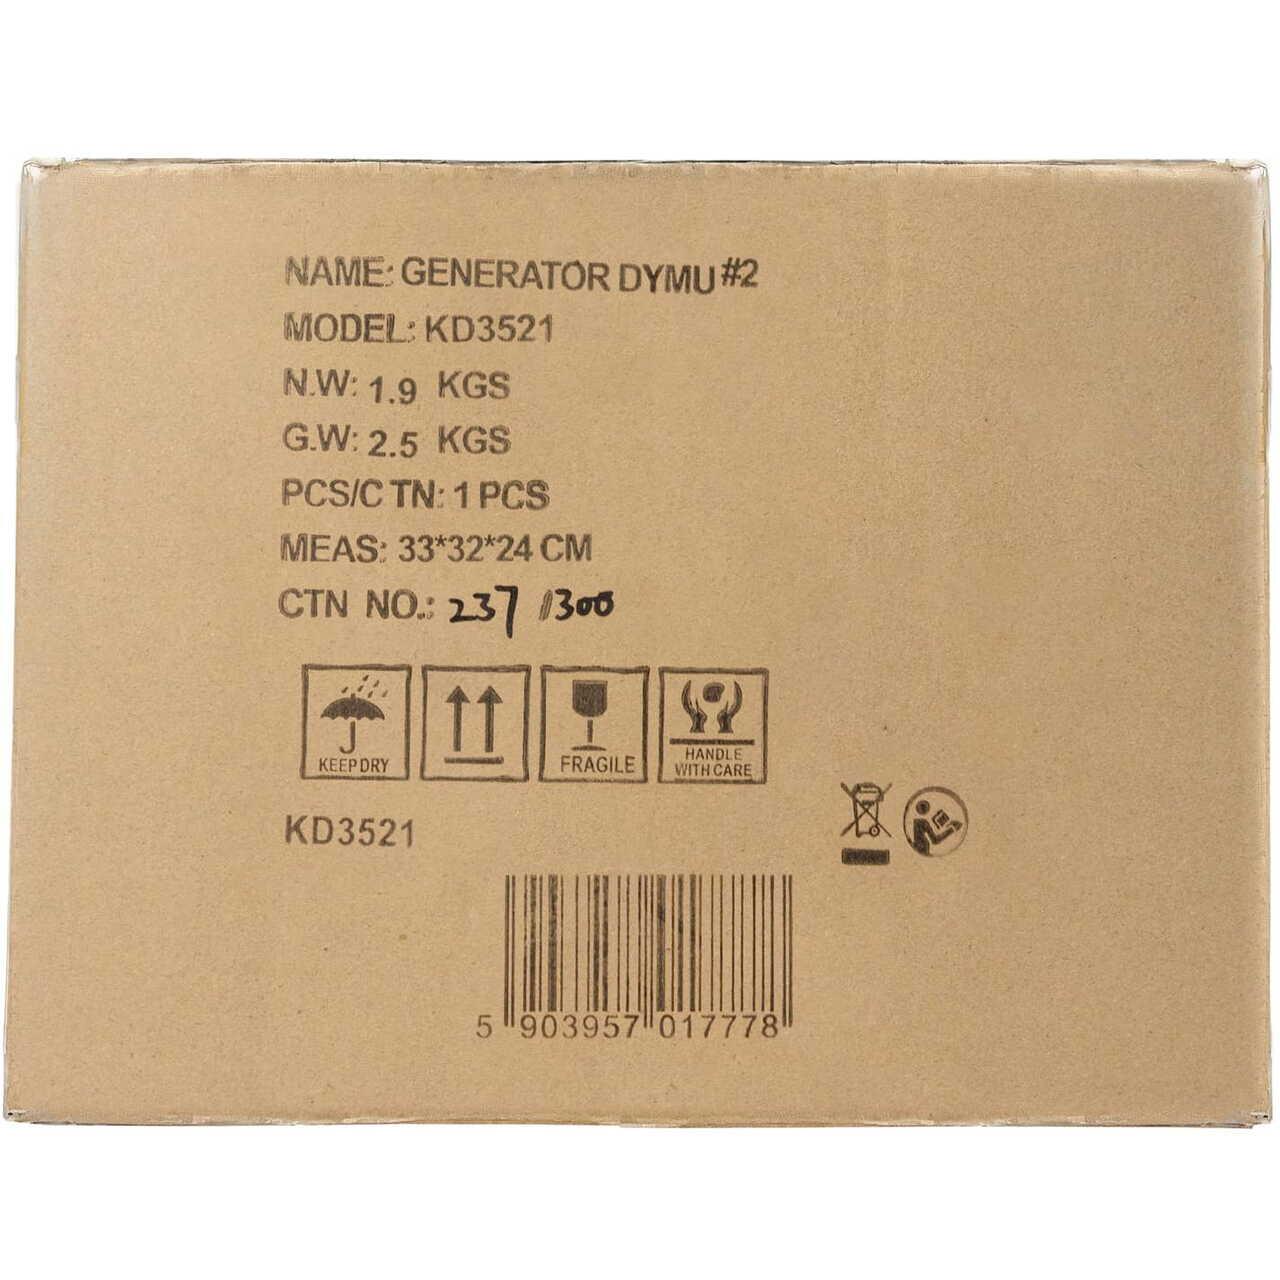 NAME: GENERATOR DYMU #2
MODEL: KD3521
N.W: 1.9 KGS
G.W: 2.5 KGS
PCS/CTN: 1 PCS
MEAS: 33*32*24 CM
CTN NO.: 237 /300
KEEP DRY
FRAGILE
HANDLE
WITH CARE
KD3521
5 903957 017778